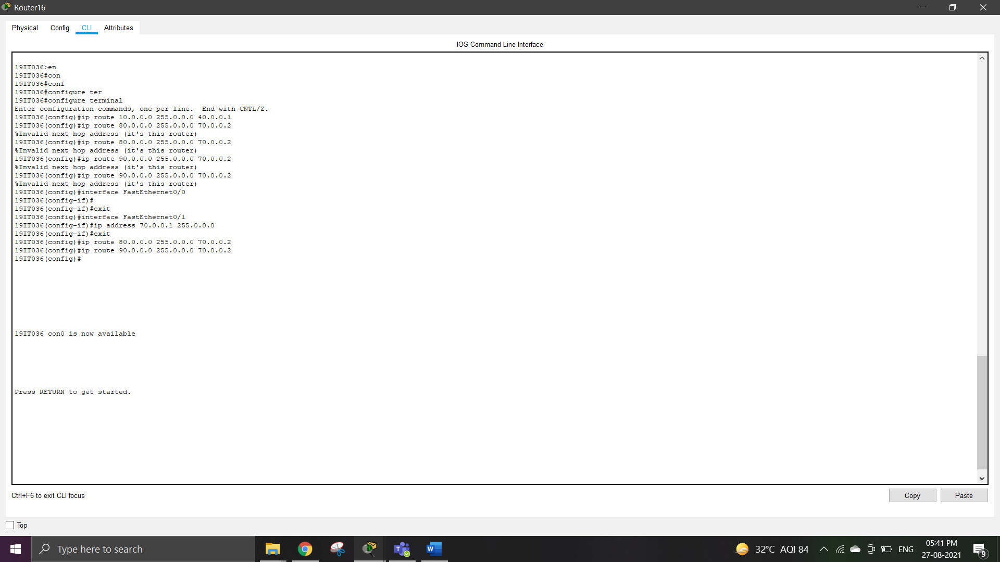 Router16
Physical Config CLI Attributes
IOS Command Line Interface
19IT036>en
19IT036#con
19IT036#conf
19IT036#configure ter
19IT036#configure terminal
Enter configuration commands, one per line.  End with CNTL/Z.
19IT036(config)#ip route 10.0.0.0 255.0.0.0 40.0.0.1
19IT036(config)#ip route 80.0.0.0 255.0.0.0 70.0.0.2
%Invalid next hop address (it's this router)
19IT036(config)#ip route 80.0.0.0 255.0.0.0 70.0.0.2
%Invalid next hop address (it's this router)
19IT036(config)#ip route 90.0.0.0 255.0.0.0 70.0.0.2
%Invalid next hop address (it's this router)
19IT036(config)#ip route 90.0.0.0 255.0.0.0 70.0.0.2
%Invalid next hop address (it's this router)
19IT036(config)#interface FastEthernet0/0
19IT036(config-if)#
19IT036(config-if)#exit
19IT036(config)#interface FastEthernet0/1
19IT036(config-if)#ip address 70.0.0.1 255.0.0.0
19IT036(config-if)#exit
19IT036(config)#ip route 80.0.0.0 255.0.0.0 70.0.0.2
19IT036(config)#ip route 90.0.0.0 255.0.0.0 70.0.0.2
19IT036(config)#
19IT036 con0 is now available
Press RETURN to get started.
Ctrl+F6 to exit CLI focus
Copy Paste
Top
Type here to search
32°C AQI 84
ENG
05:41 PM
27-08-2021
9